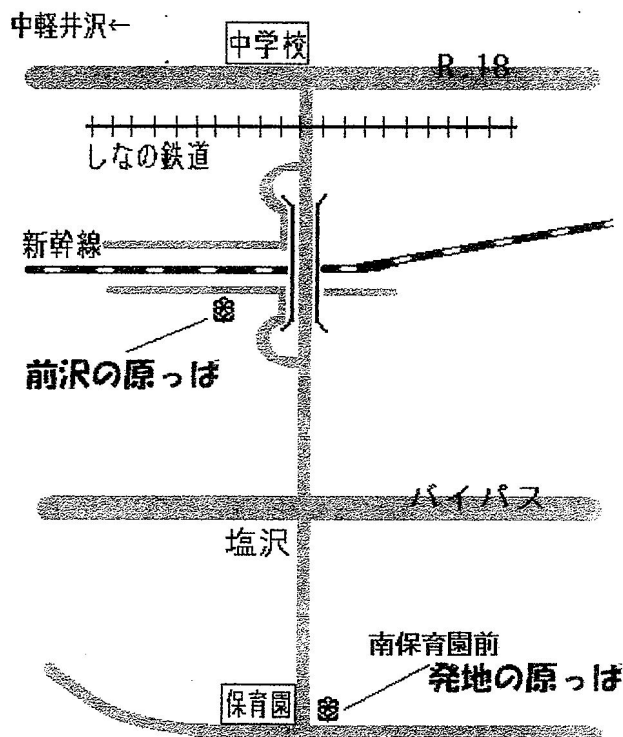 中軽井沢←
中学校
R.18
しなの鉄道
新幹線
前沢の原っぱ
バイパス
塩沢
南保育園前
発地の原っぱ
保育園